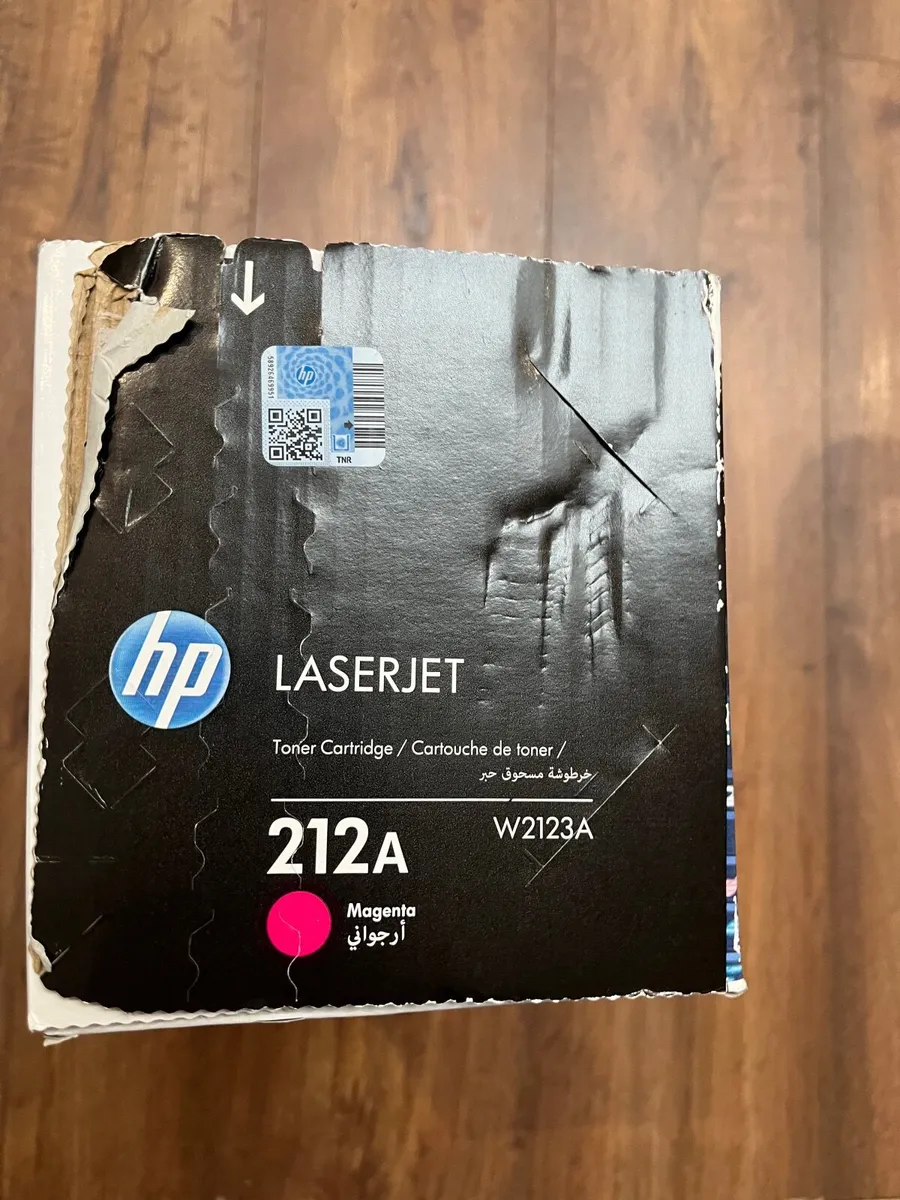 hp
TNR
hp
LASERJET
Toner Cartridge / Cartouche de toner /
خرطوشة مسحوق حبر
212A
W2123A
Magenta
أرجواني